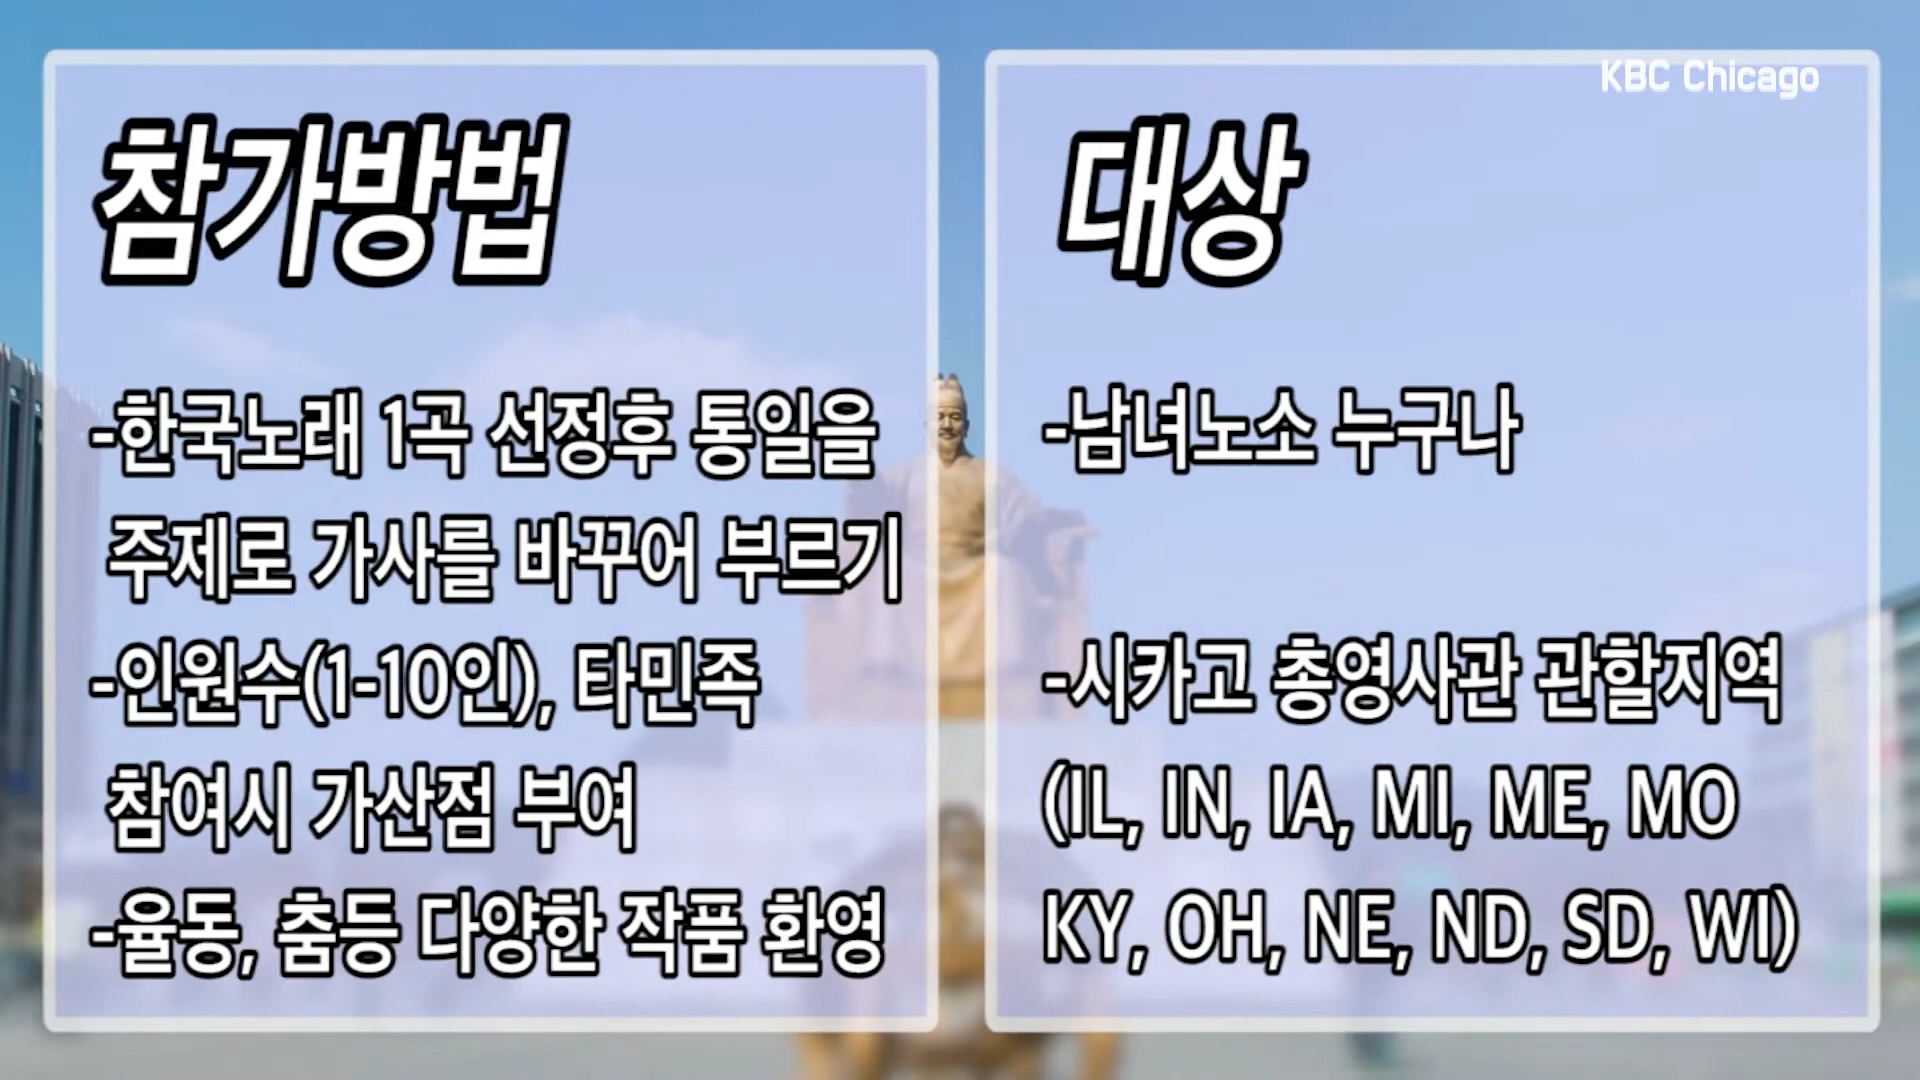 KBC Chicago
참가방법
-한국노래 1곡 선정후 통일을
주제로 가사를 바꾸어 부르기
-인원수(1-10인), 타민족
참여시 가산점 부여
-율동, 춤등 다양한 작품 환영
대상
-남녀노소 누구나
-시카고 총영사관 관할지역
(IL, IN, IA, MI, ME, MO
KY, OH, NE, ND, SD, WI)